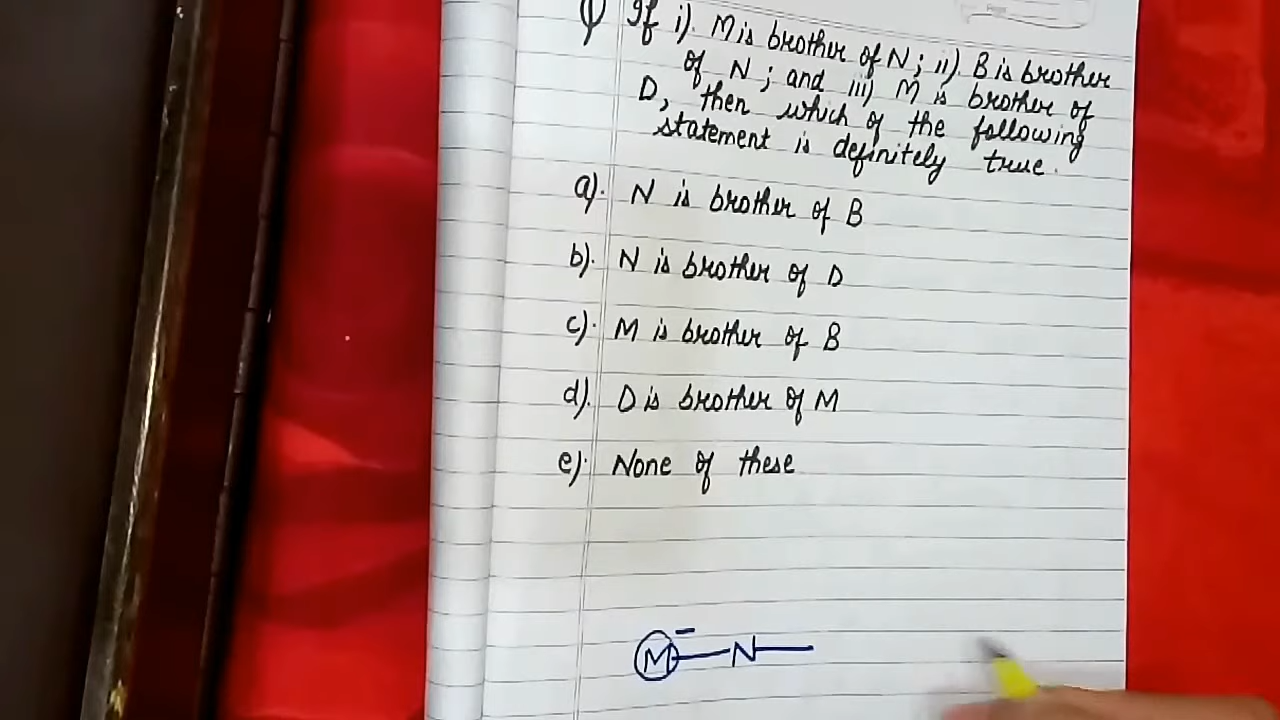 Q If i). M is brother of N; ii). B is brother
of N; and iii) M is brother of
D, then which of the following
statement is definitely true.
a). N is brother of B
b). N is brother of D
c). M is brother of B
d). D is brother of M
e). None of these
M N